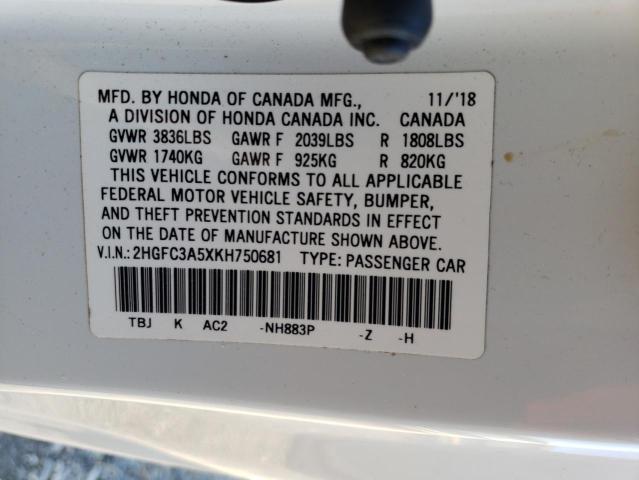 MFD. BY HONDA OF CANADA MFG., 11/'18
A DIVISION OF HONDA CANADA INC. CANADA
GVWR 3836LBS GAWR F 2039LBS R 1808LBS
GVWR 1740KG GAWR F 925KG R 820KG
THIS VEHICLE CONFORMS TO ALL APPLICABLE
FEDERAL MOTOR VEHICLE SAFETY, BUMPER,
AND THEFT PREVENTION STANDARDS IN EFFECT
ON THE DATE OF MANUFACTURE SHOWN ABOVE.
V.I.N.: 2HGFC3A5XKH750681 TYPE: PASSENGER CAR
TBJ K AC2 -NH883P -Z -H